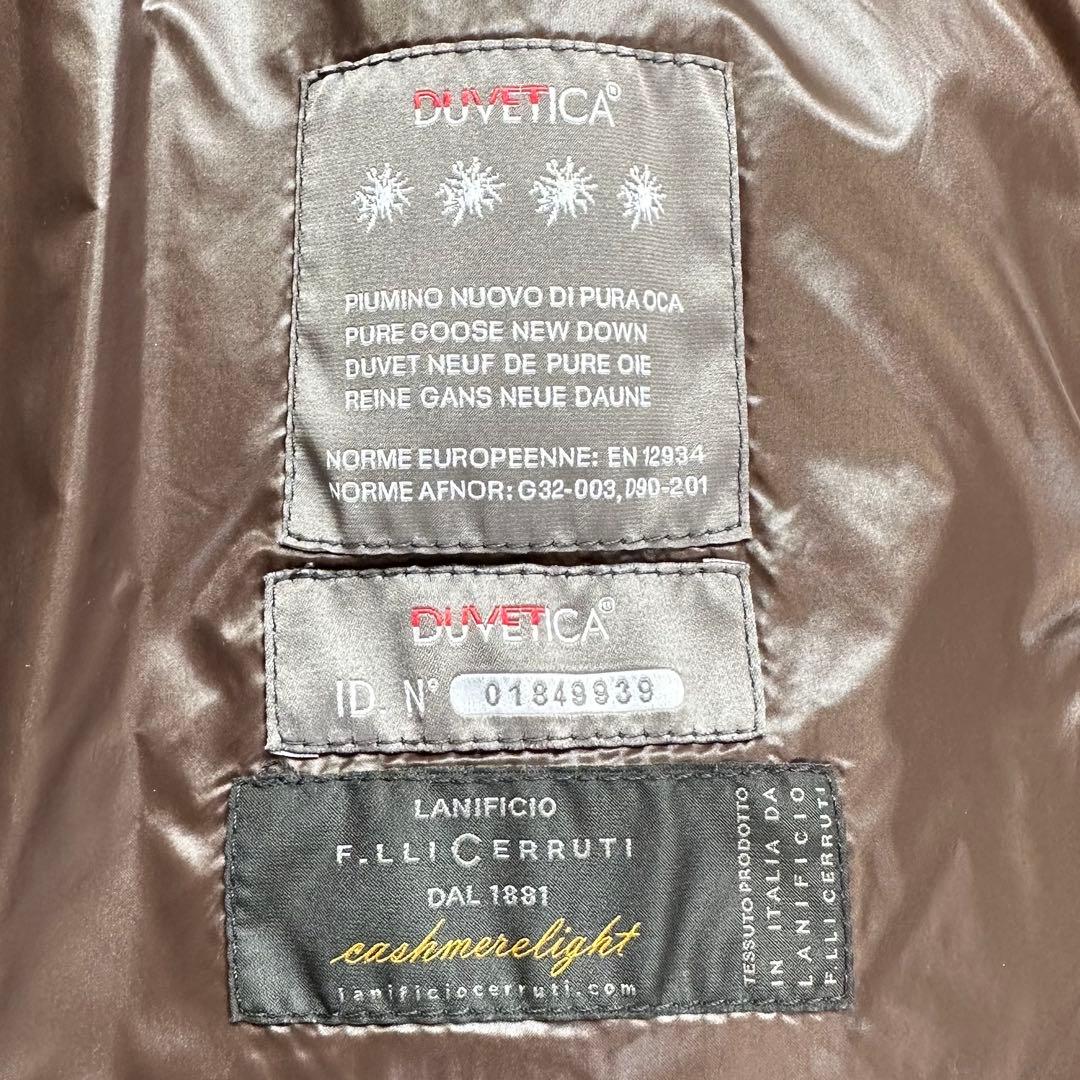 DUVETICA®
PIUMINO NUOVO DI PURA OCA
PURE GOOSE NEW DOWN
DUVET NEUF DE PURE OIE
REINE GANS NEUE DAUNE
NORME EUROPEENNE: EN 12934
NORME AFNOR: G32-003, D90-201
DUVETICA®
ID. N° 01849939
LANIFICIO
F.LLI CERRUTI
DAL 1881
cashmerelight
lanificiocerruti.com
TESSUTO PRODOTTO
IN ITALIA DA
LANIFICIO
F.LLI CERRUTI